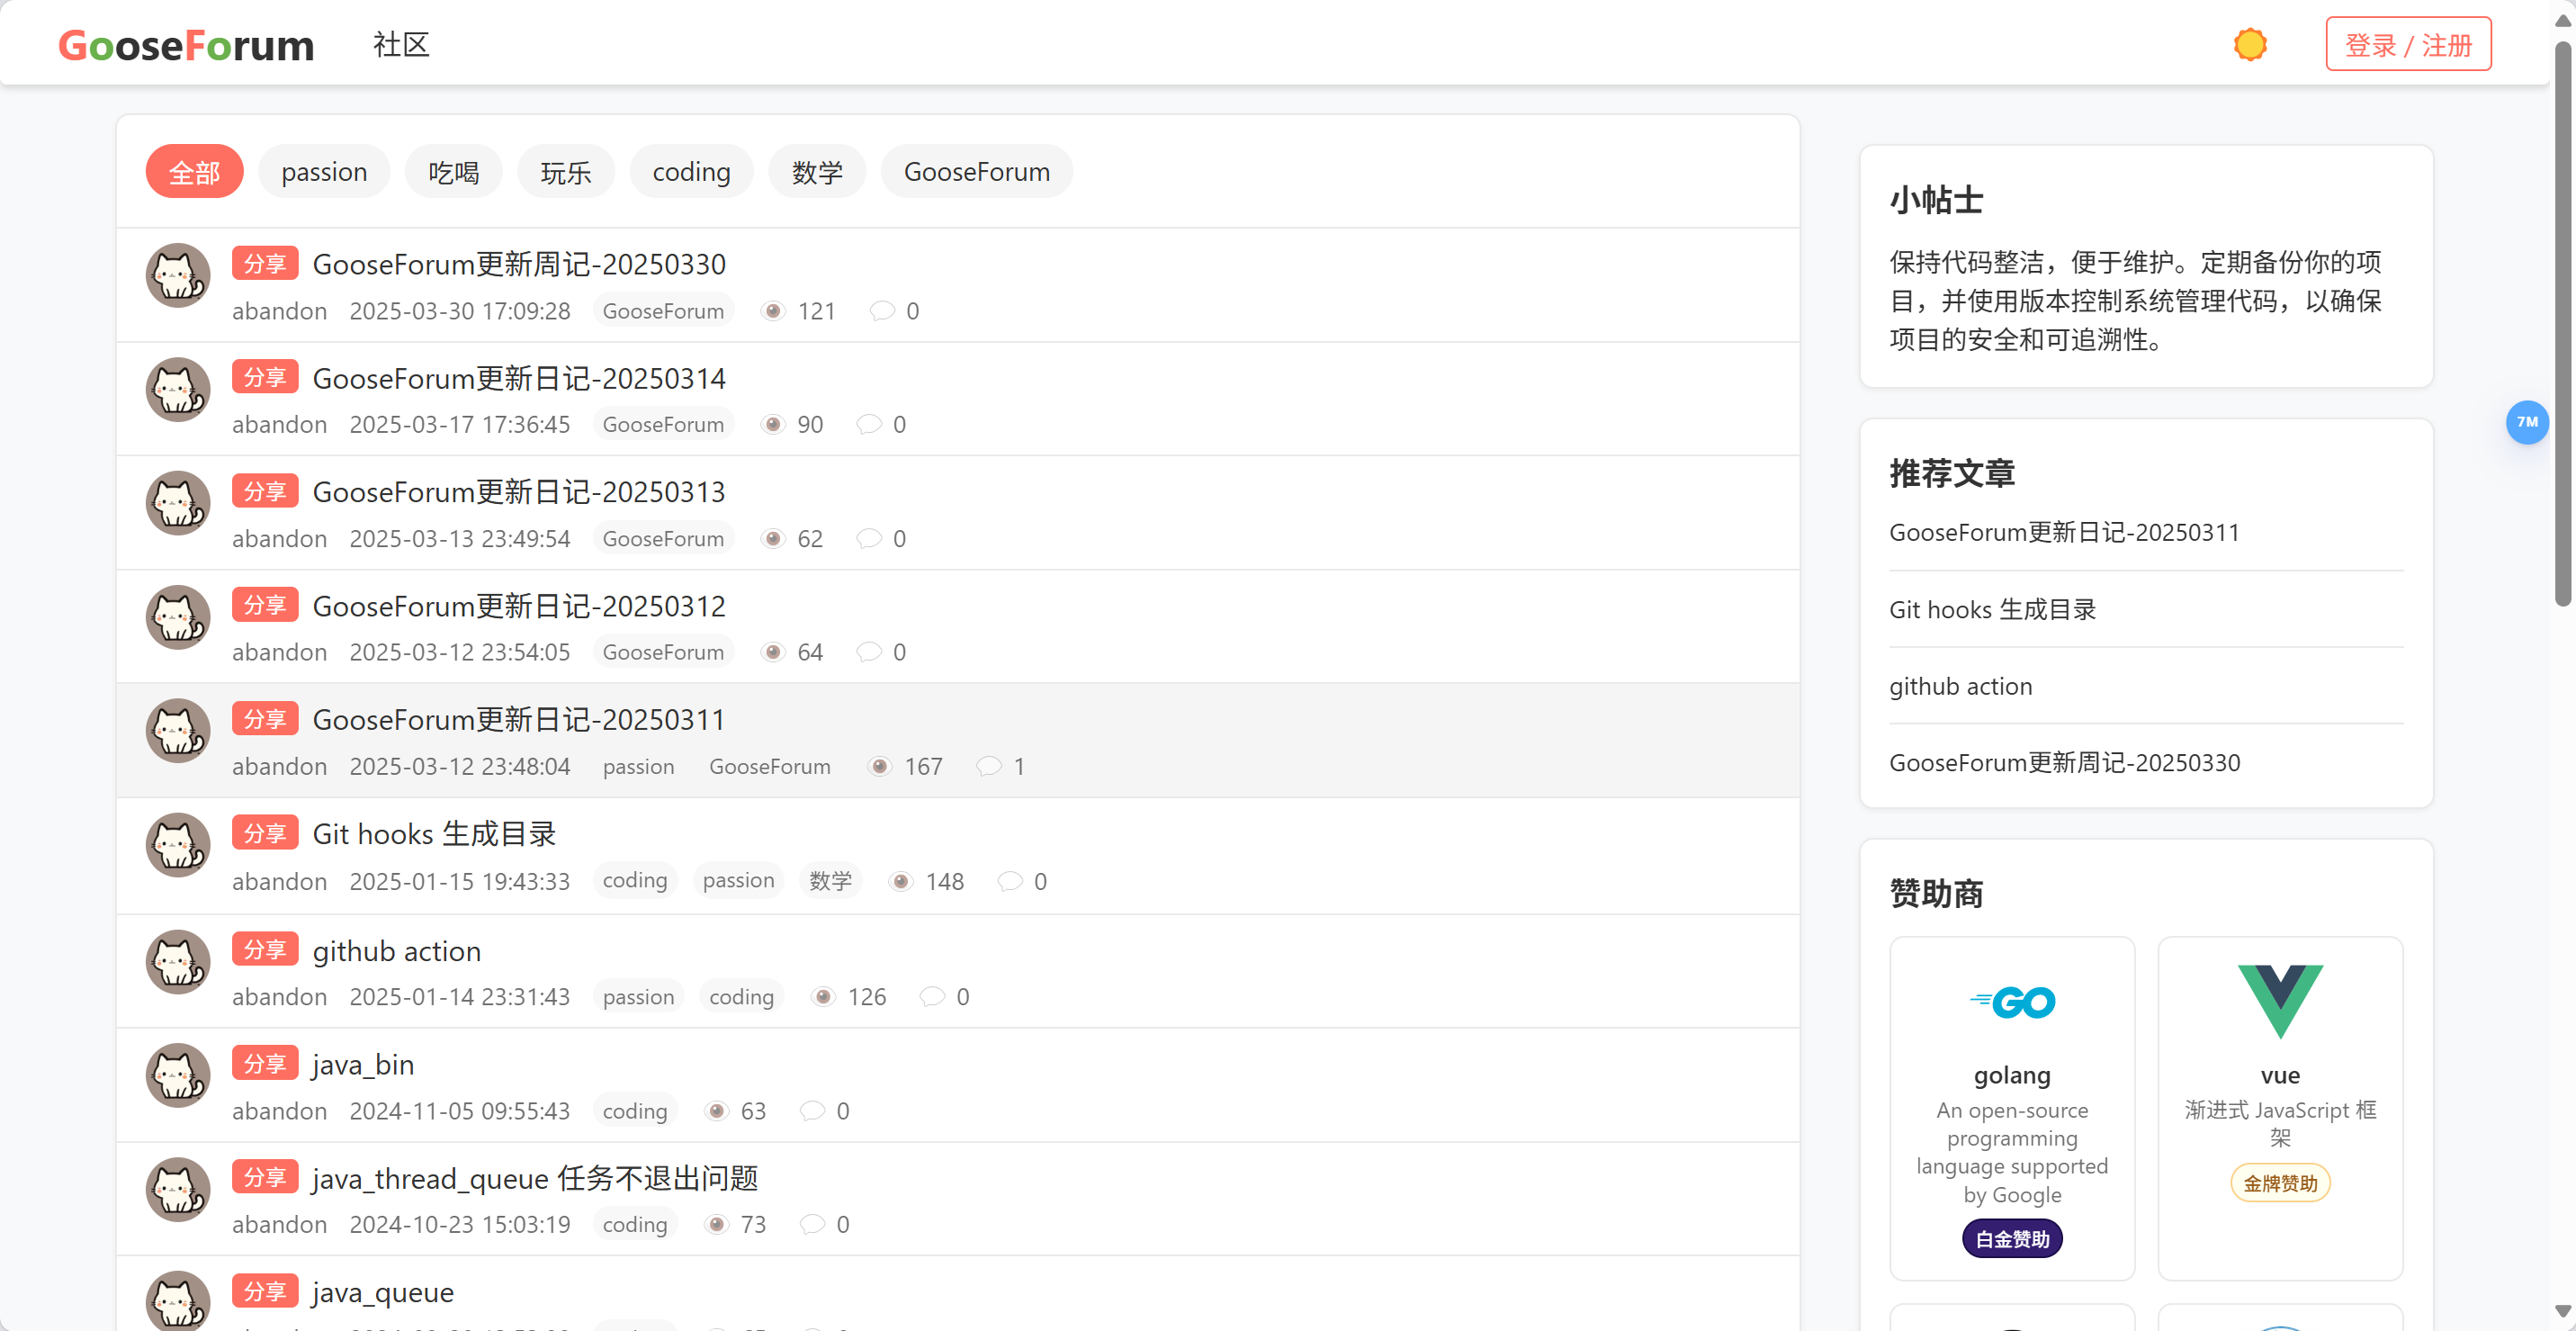 GooseForum
社区
登录 / 注册
全部
passion
吃喝
玩乐
coding
数学
GooseForum
分享 GooseForum更新周记-20250330
abandon 2025-03-30 17:09:28 GooseForum 121 0
分享 GooseForum更新日记-20250314
abandon 2025-03-17 17:36:45 GooseForum 90 0
分享 GooseForum更新日记-20250313
abandon 2025-03-13 23:49:54 GooseForum 62 0
分享 GooseForum更新日记-20250312
abandon 2025-03-12 23:54:05 GooseForum 64 0
分享 GooseForum更新日记-20250311
abandon 2025-03-12 23:48:04 passion GooseForum 167 1
分享 Git hooks 生成目录
abandon 2025-01-15 19:43:33 coding passion 数学 148 0
分享 github action
abandon 2025-01-14 23:31:43 passion coding 126 0
分享 java_bin
abandon 2024-11-05 09:55:43 coding 63 0
分享 java_thread_queue 任务不退出问题
abandon 2024-10-23 15:03:19 coding 73 0
分享 java_queue
小帖士
保持代码整洁，便于维护。定期备份你的项
目，并使用版本控制系统管理代码，以确保
项目的安全和可追溯性。
7M
推荐文章
GooseForum更新日记-20250311
Git hooks 生成目录
github action
GooseForum更新周记-20250330
赞助商
GO
golang
An open-source
programming
language supported
by Google
白金赞助
vue
渐进式 JavaScript 框
架
金牌赞助